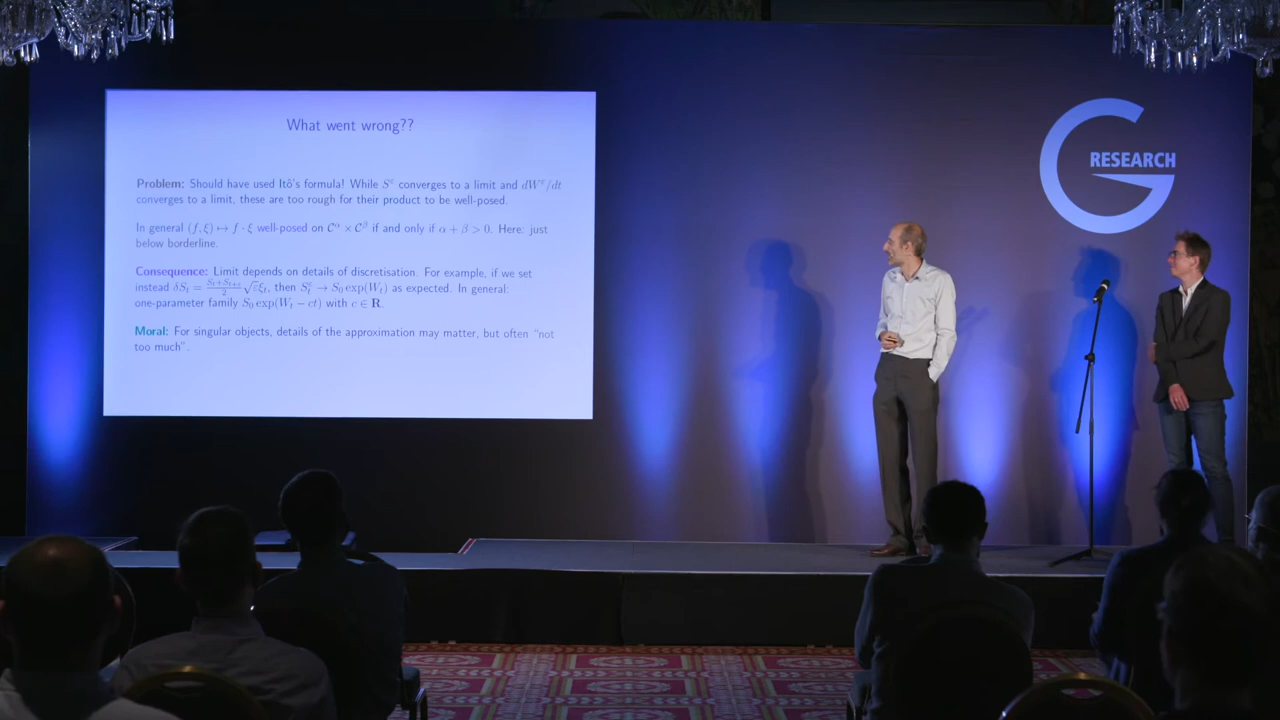 What went wrong??
Problem: Should have used Itô's formula! While S^ε converges to a limit and dW^ε/dt
converges to a limit, these are too rough for their product to be well-posed.
In general (f, ξ) ↦ f · ξ well-posed on C^α × C^β if and only if α + β > 0. Here: just
below borderline.
Consequence: Limit depends on details of discretisation. For example, if we set
instead δS_t = (S_t+S_{t+ε})/2 √ε ξ_t, then S_t^ε → S_0 exp(W_t) as expected. In general:
one-parameter family S_0 exp(W_t − ct) with c ∈ R.
Moral: For singular objects, details of the approximation may matter, but often "not
too much".
G
RESEARCH